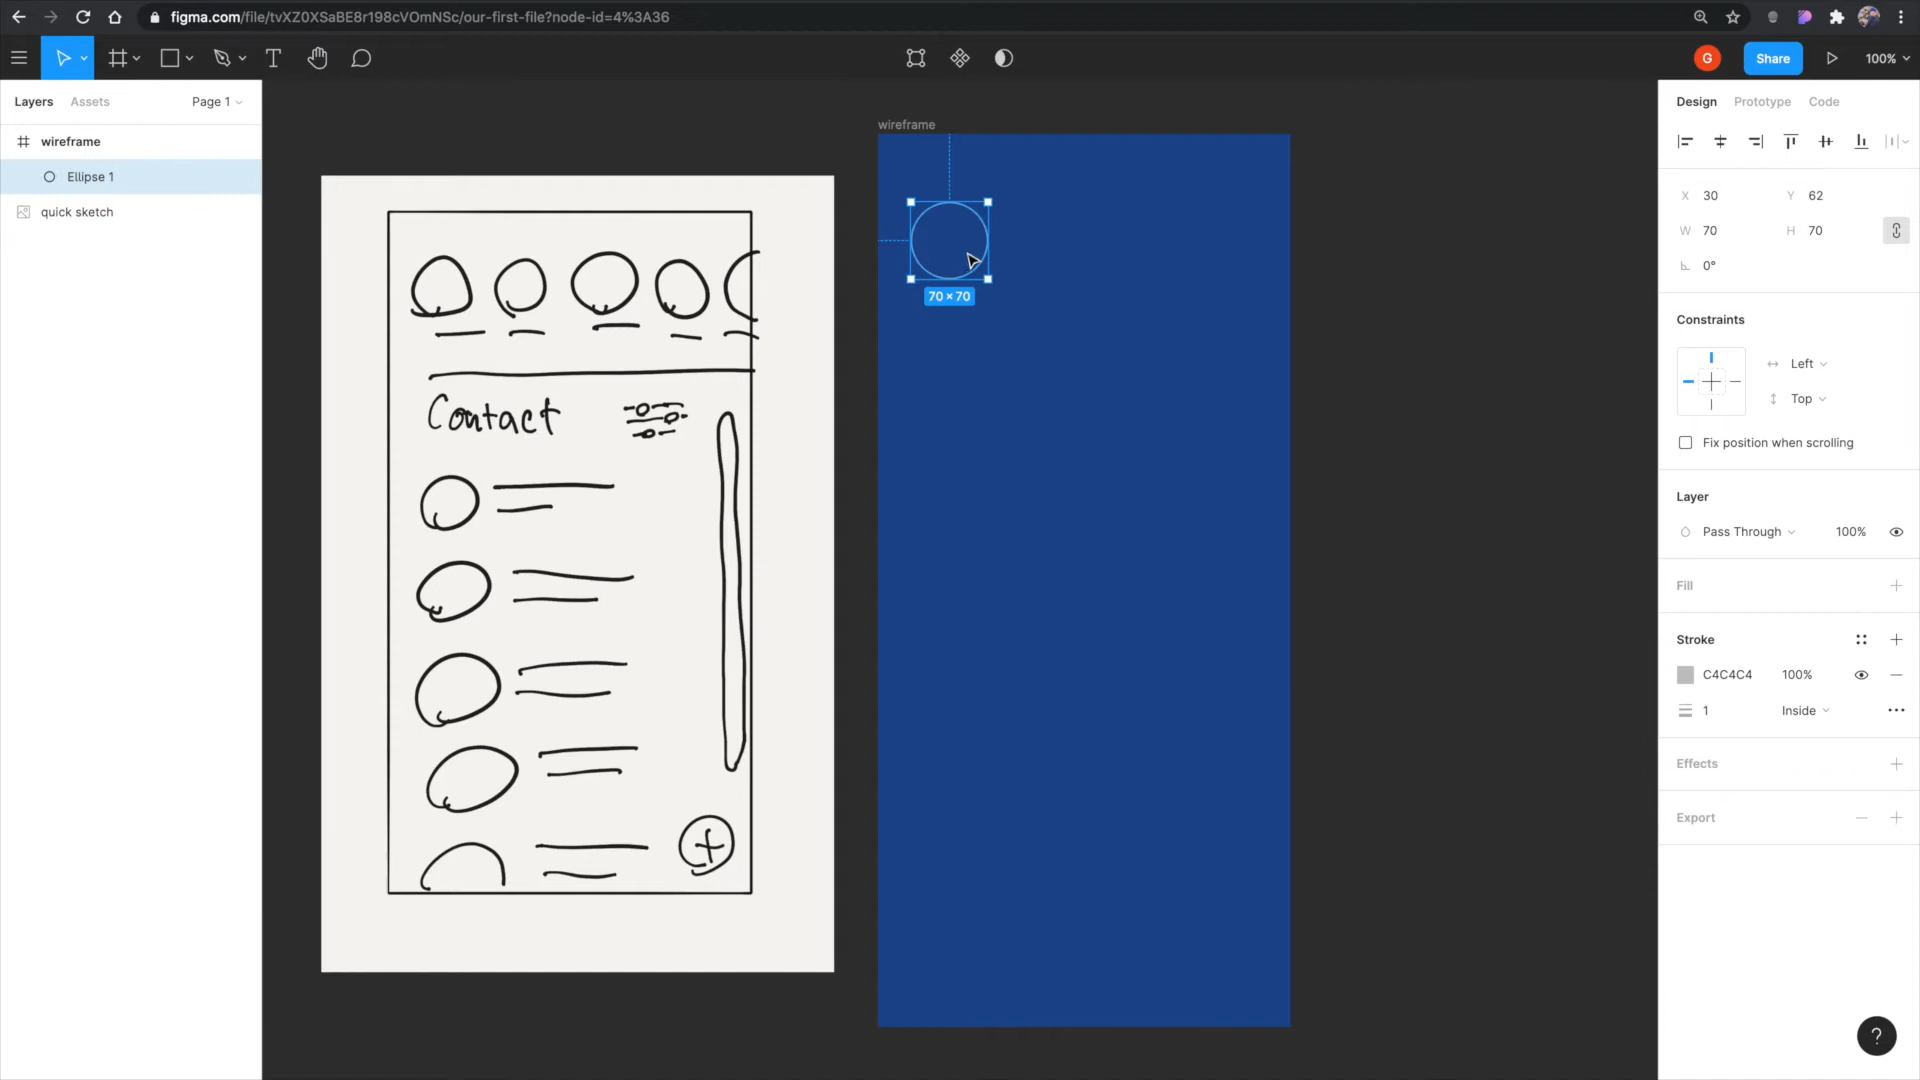 figma.com/file/tvXZ0XSaBE8r198cVOmNSc/our-first-file?node-id=4%3A36
T
G
Share
100%
Layers
Assets
Page 1
wireframe
Ellipse 1
quick sketch
Contact
wireframe
70 × 70
Design
Prototype
Code
X 30
Y 62
W 70
H 70
0°
Constraints
Left
Top
Fix position when scrolling
Layer
Pass Through
100%
Fill
Stroke
C4C4C4
100%
1
Inside
Effects
Export
?